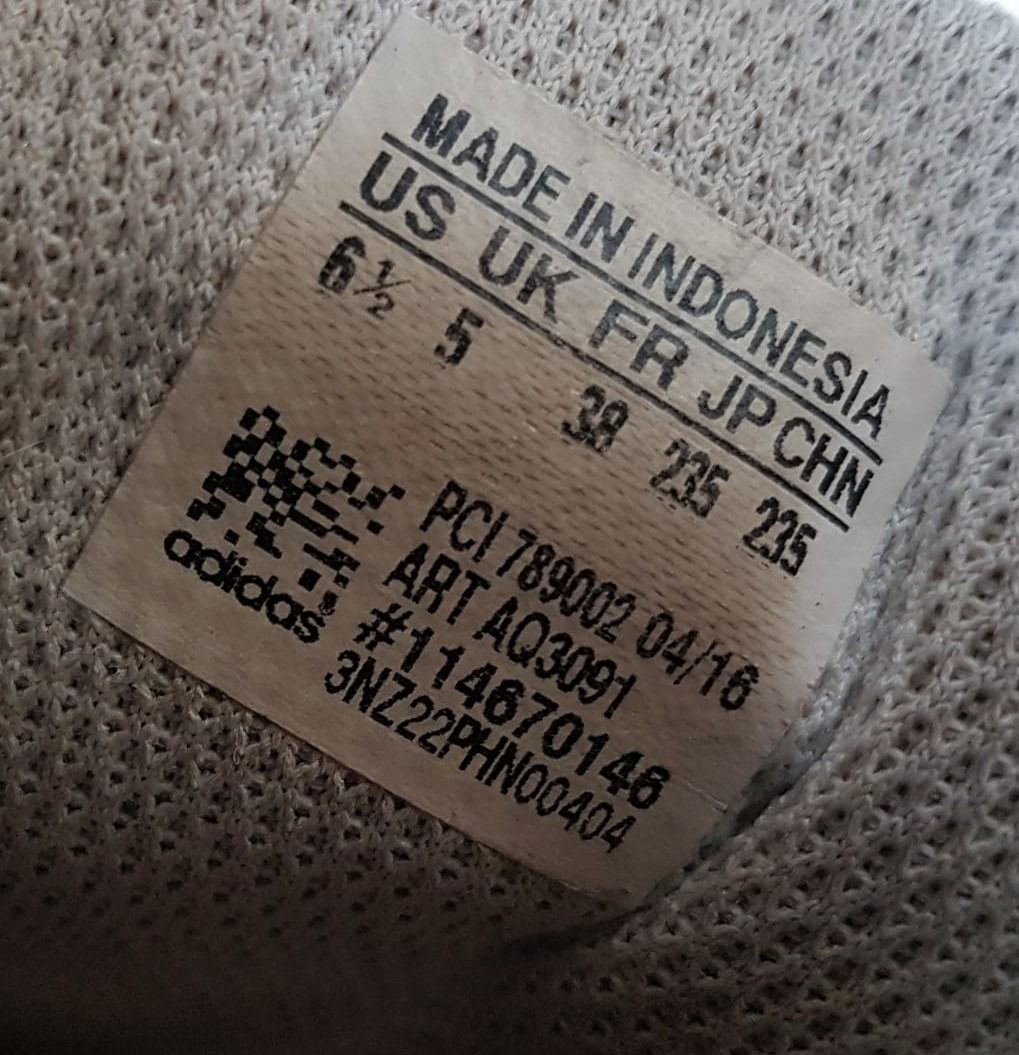 MADE IN INDONESIA
US UK FR JP CHN
6½ 5 38 235 235
PCI 789002 04/16
ART AQ3091
#114670146
3NZ22PHN00404
adidas